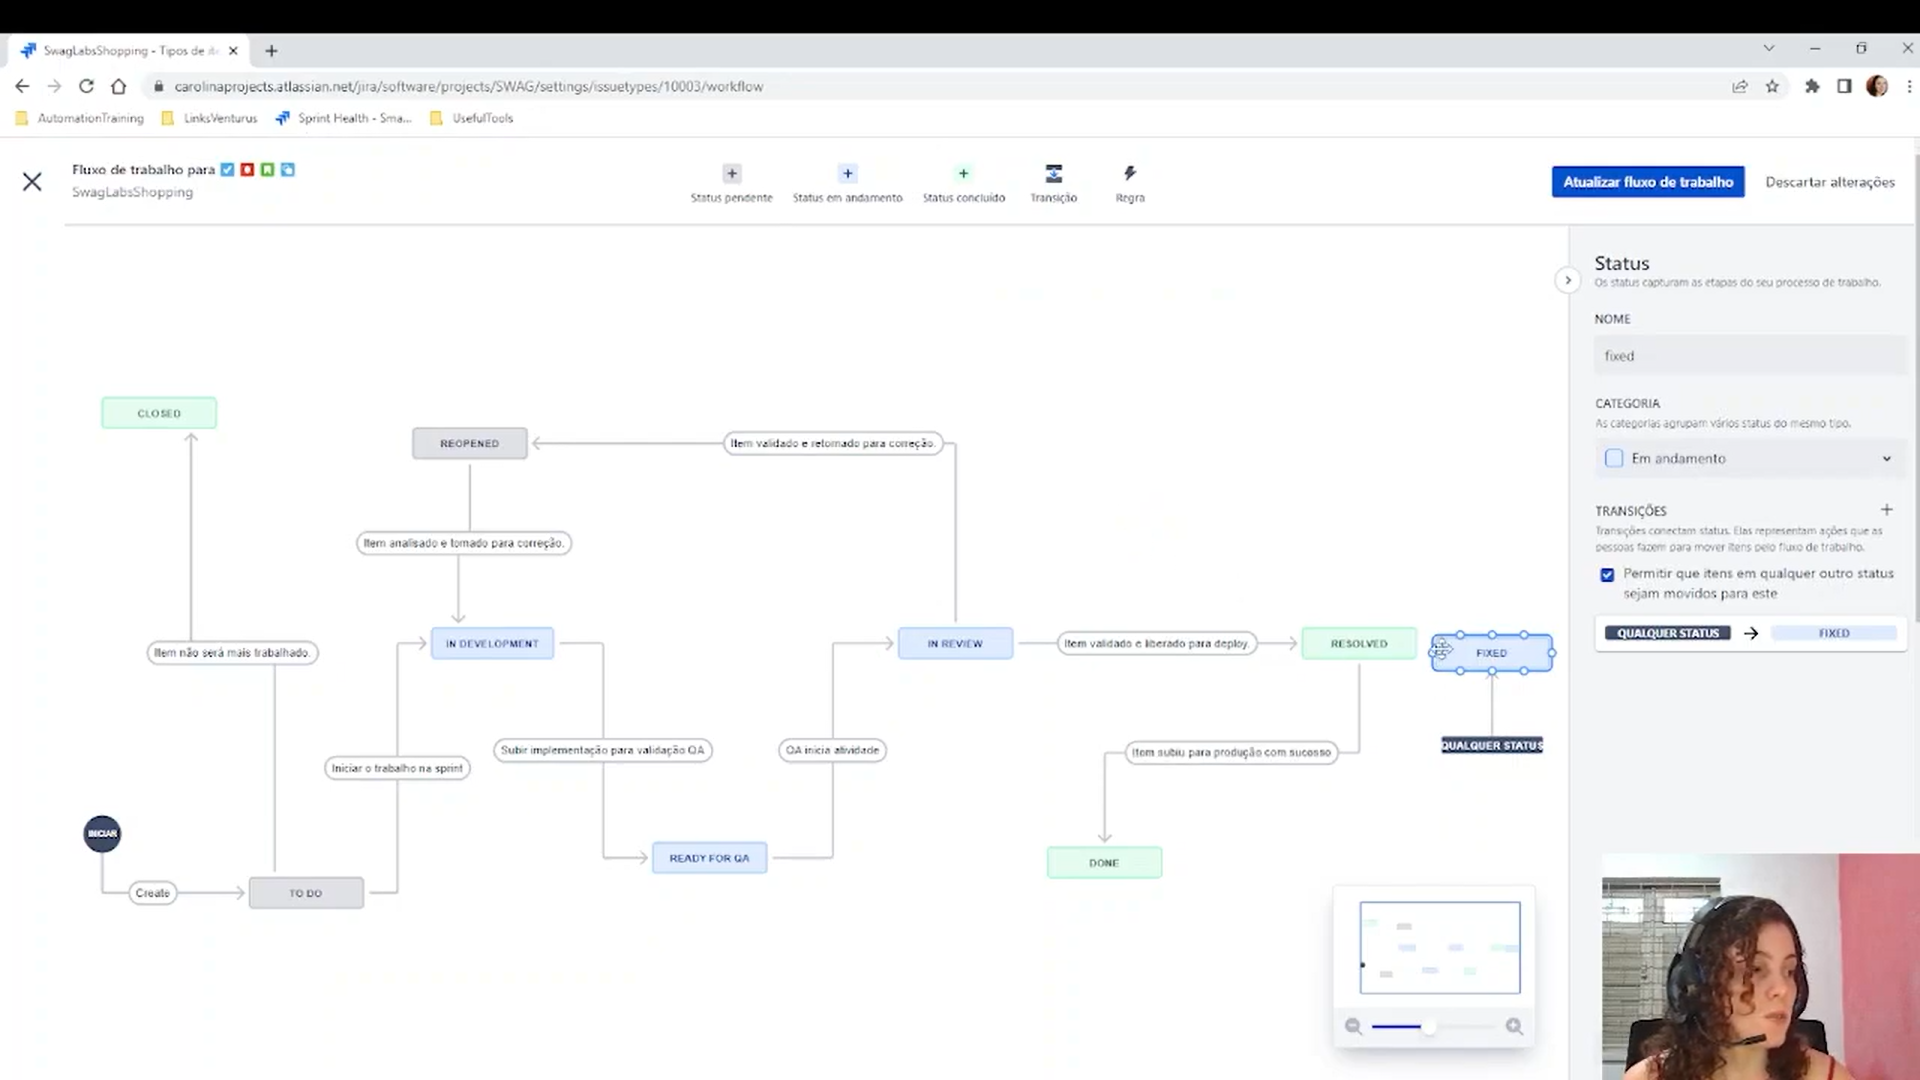 SwagLabsShopping - Tipos de ite
carolinaprojects.atlassian.net/jira/software/projects/SWAG/settings/issuetypes/10003/workflow
AutomationTraining
LinksVenturus
Sprint Health - Sma...
UsefulTools
Fluxo de trabalho para
SwagLabsShopping
Status pendente
Status em andamento
Status concluído
Transição
Regra
Atualizar fluxo de trabalho
Descartar alterações
Status
Os status capturam as etapas do seu processo de trabalho.
NOME
fixed
CATEGORIA
As categorias agrupam vários status do mesmo tipo.
Em andamento
TRANSIÇÕES
Transições conectam status. Elas representam ações que as
pessoas fazem para mover itens pelo fluxo de trabalho.
Permitir que itens em qualquer outro status
sejam movidos para este
QUALQUER STATUS
FIXED
CLOSED
REOPENED
Item validado e retornado para correção.
Item analisado e tornado para correção.
Item não será mais trabalhado.
IN DEVELOPMENT
IN REVIEW
Item validado e liberado para deploy.
RESOLVED
FIXED
Subir implementação para validação QA
QA inicia atividade
Item subiu para produção com sucesso
QUALQUER STATUS
Iniciar o trabalho na sprint
INICIAR
READY FOR QA
DONE
Create
TO DO